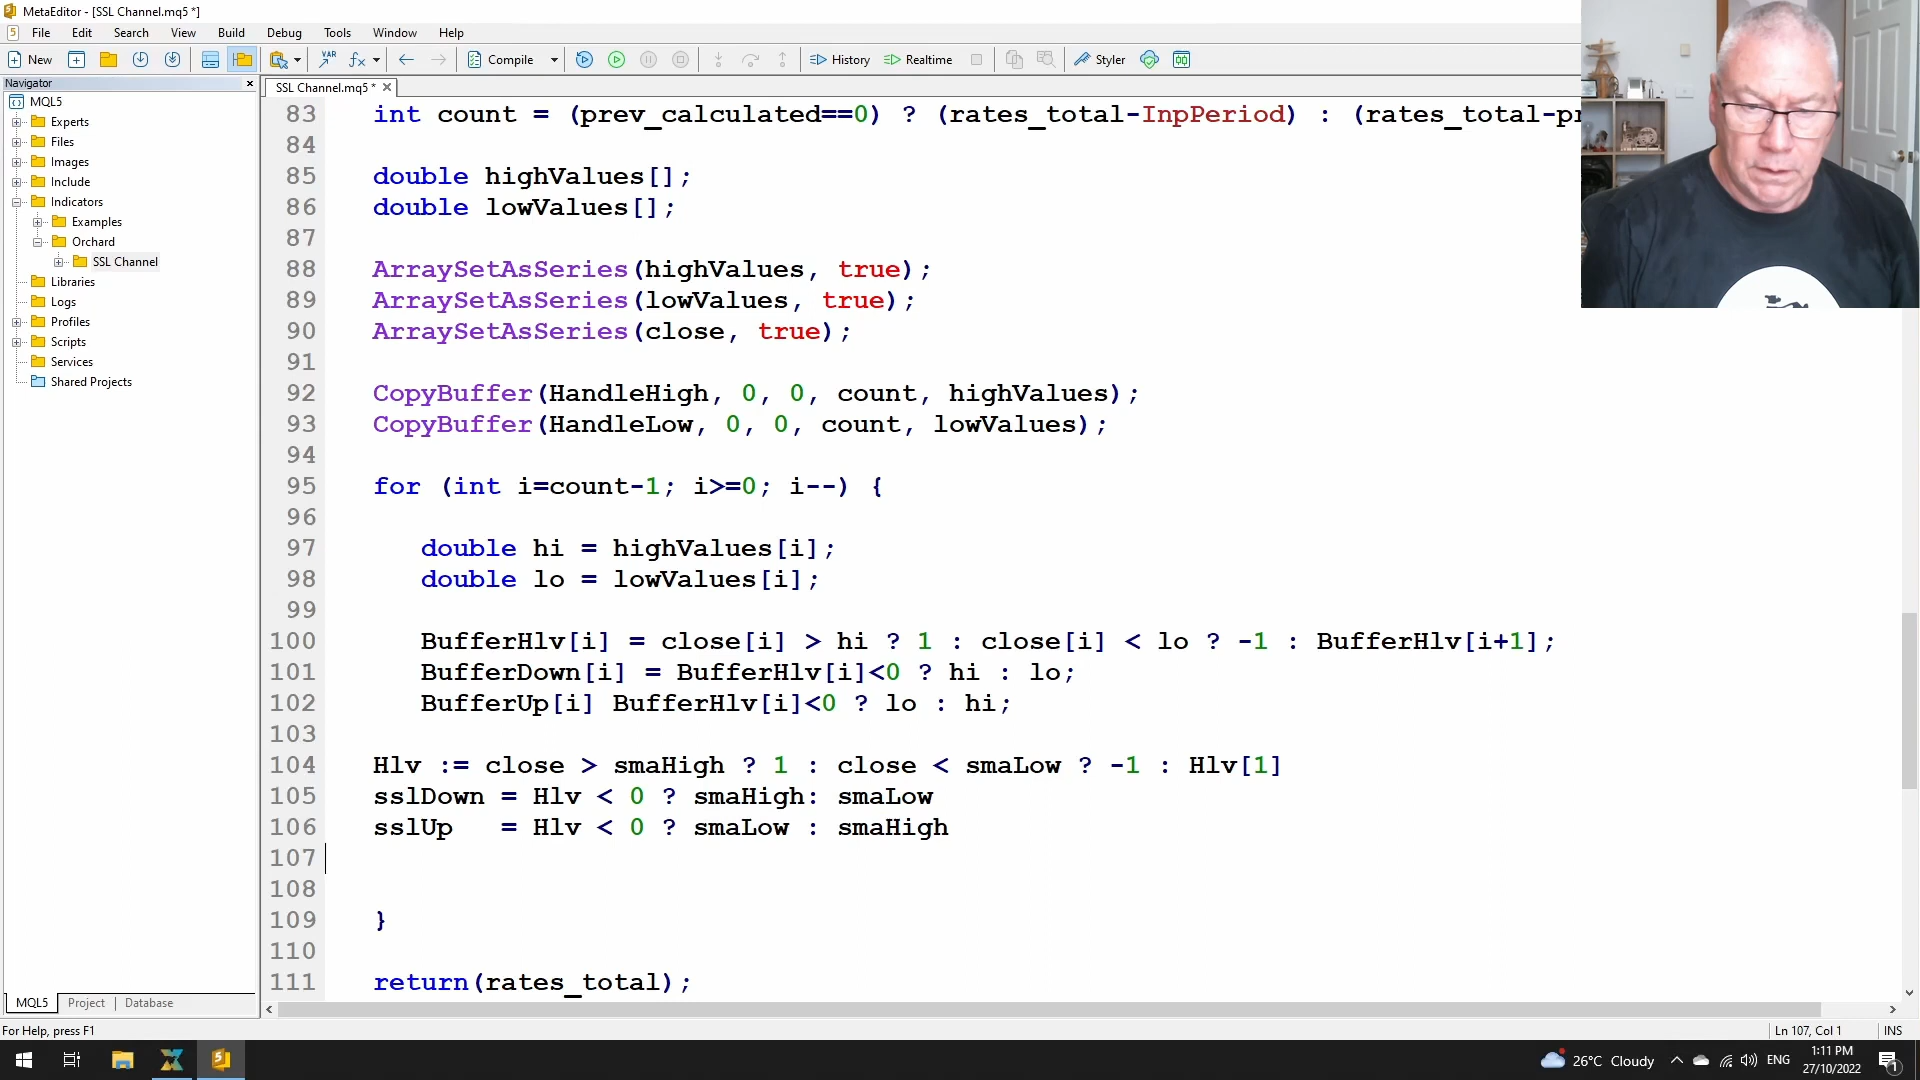 MetaEditor - [SSL Channel.mq5 *]
File Edit Search View Build Debug Tools Window Help
New VAR fx Compile History Realtime Styler
Navigator
SSL Channel.mq5 *
MQL5
Experts
Files
Images
Include
Indicators
Examples
Orchard
SSL Channel
Libraries
Logs
Profiles
Scripts
Services
Shared Projects
83 int count = (prev_calculated==0) ? (rates_total-InpPeriod) : (rates_total-pr
84
85 double highValues[];
86 double lowValues[];
87
88 ArraySetAsSeries(highValues, true);
89 ArraySetAsSeries(lowValues, true);
90 ArraySetAsSeries(close, true);
91
92 CopyBuffer(HandleHigh, 0, 0, count, highValues);
93 CopyBuffer(HandleLow, 0, 0, count, lowValues);
94
95 for (int i=count-1; i>=0; i--) {
96
97 double hi = highValues[i];
98 double lo = lowValues[i];
99
100 BufferHlv[i] = close[i] > hi ? 1 : close[i] < lo ? -1 : BufferHlv[i+1];
101 BufferDown[i] = BufferHlv[i]<0 ? hi : lo;
102 BufferUp[i] BufferHlv[i]<0 ? lo : hi;
103
104 Hlv := close > smaHigh ? 1 : close < smaLow ? -1 : Hlv[1]
105 sslDown = Hlv < 0 ? smaHigh: smaLow
106 sslUp   = Hlv < 0 ? smaLow : smaHigh
107
108
109 }
110
111 return(rates_total);
MQL5 Project Database
For Help, press F1
Ln 107, Col 1 INS
26°C Cloudy ENG
1:11 PM
27/10/2022
1